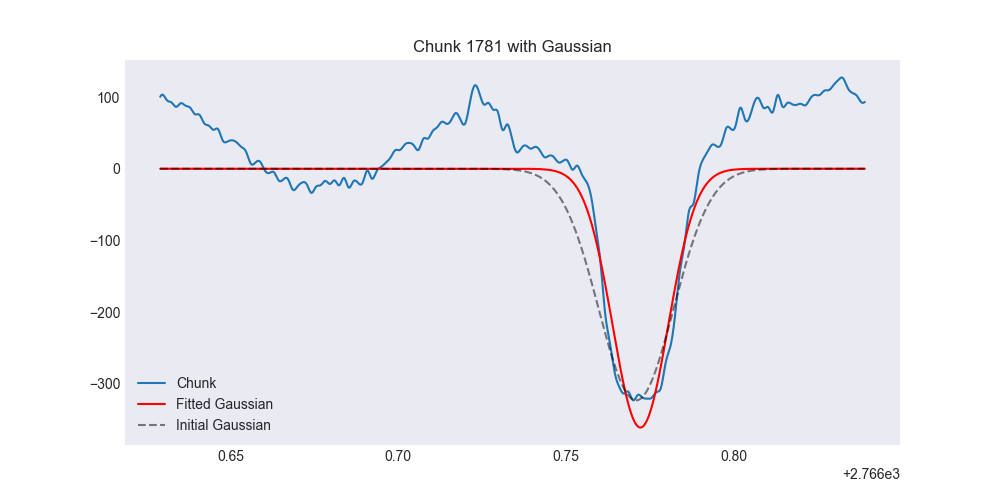 Chunk 1781 with Gaussian
100
0
−100
−200
−300
Chunk
Fitted Gaussian
Initial Gaussian
0.65 0.70 0.75 0.80
+2.766e3